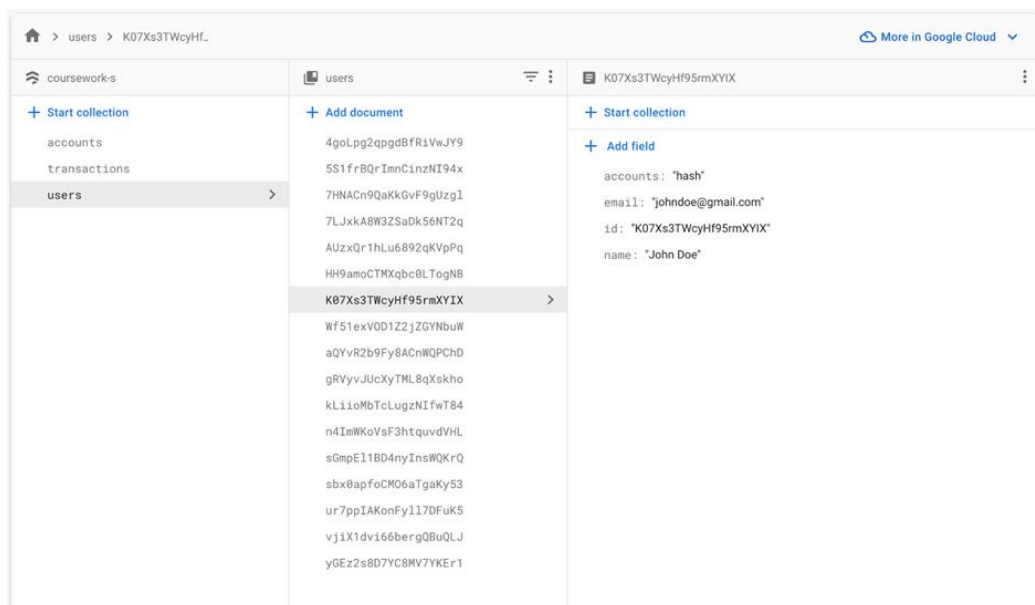 users > K07Xs3TWcyHf…
More in Google Cloud
coursework-s
users
K07Xs3TWcyHf95rmXYIX
+ Start collection
+ Add document
+ Start collection
accounts
transactions
users
4goLpg2qpgdBfRiVwJY9
5S1frBQrImnCinzNI94x
7HNACn9QaKkGvF9gUzgl
7LJxkA8W3ZSaDk56NT2q
AUzxQr1hLu6892qKVpPq
HH9amoCTMXqbc0LTogNB
K07Xs3TWcyHf95rmXYIX
Wf51exVOD1Z2jZGYNbuW
aQYvR2b9Fy8ACnWQPChD
gRVyvJUcXyTML8qXskho
kLiioMbTcLugzNIfwT84
n4ImWKoVsF3htquvdVHL
sGmpEl1BD4nyInsWQKrQ
sbx0apfoCMO6aTgaKy53
ur7ppIAKonFyll7DFuK5
vjiX1dvi66bergQBuQLJ
yGEz2s8D7YC8MV7YKEr1
+ Add field
accounts: "hash"
email: "johndoe@gmail.com"
id: "K07Xs3TWcyHf95rmXYIX"
name: "John Doe"